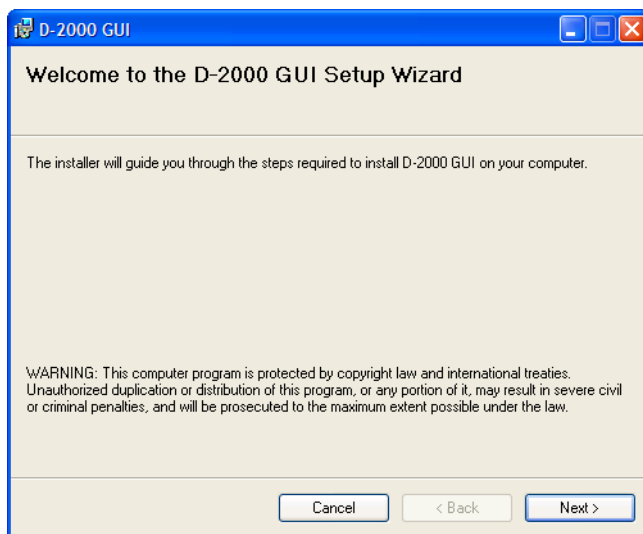 D-2000 GUI
Welcome to the D-2000 GUI Setup Wizard
The installer will guide you through the steps required to install D-2000 GUI on your computer.
WARNING: This computer program is protected by copyright law and international treaties.
Unauthorized duplication or distribution of this program, or any portion of it, may result in severe civil
or criminal penalties, and will be prosecuted to the maximum extent possible under the law.
Cancel < Back Next >